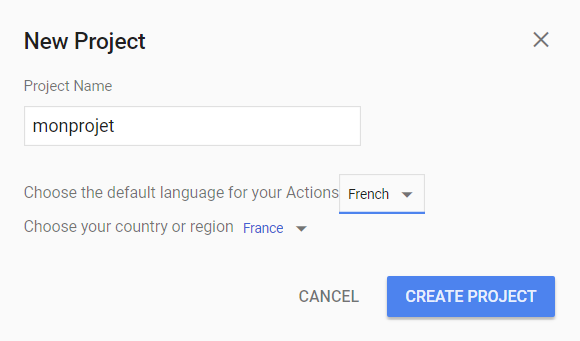 New Project
Project Name
monprojet
Choose the default language for your Actions French
Choose your country or region France
CANCEL CREATE PROJECT